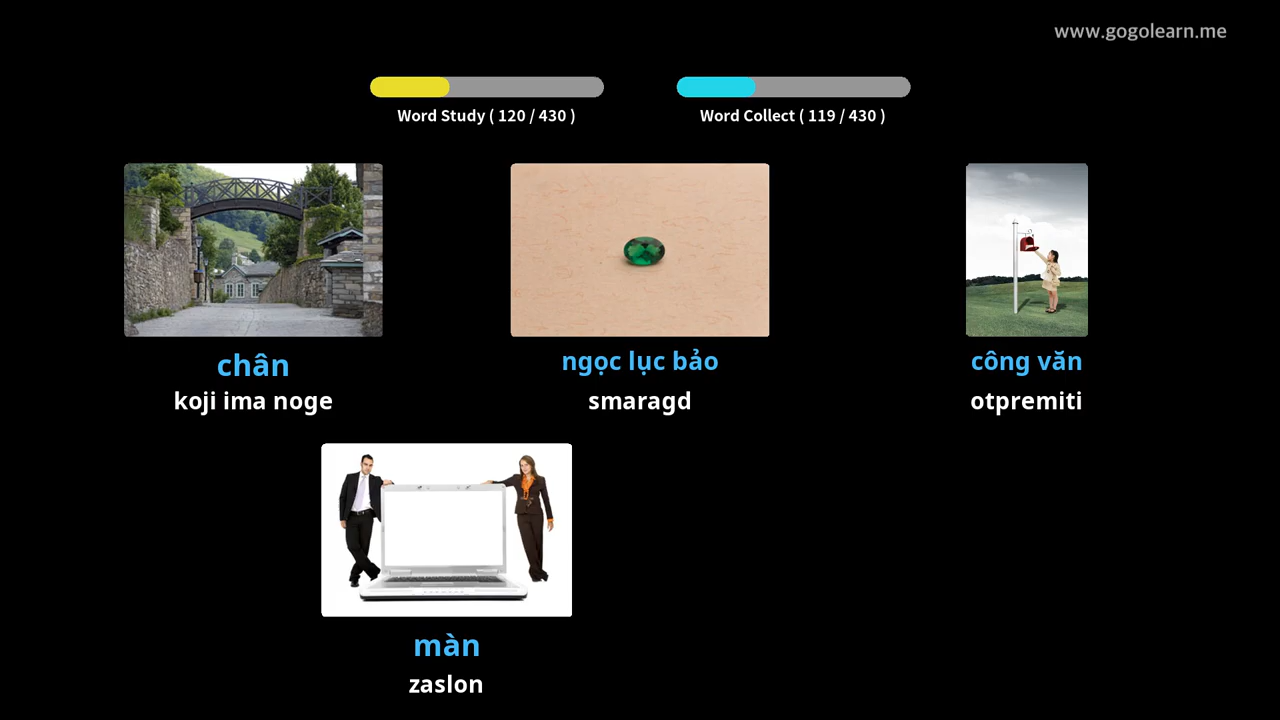 www.gogolearn.me
Word Study ( 120 / 430 )
Word Collect ( 119 / 430 )
chân
koji ima noge
ngọc lục bảo
smaragd
công văn
otpremiti
màn
zaslon